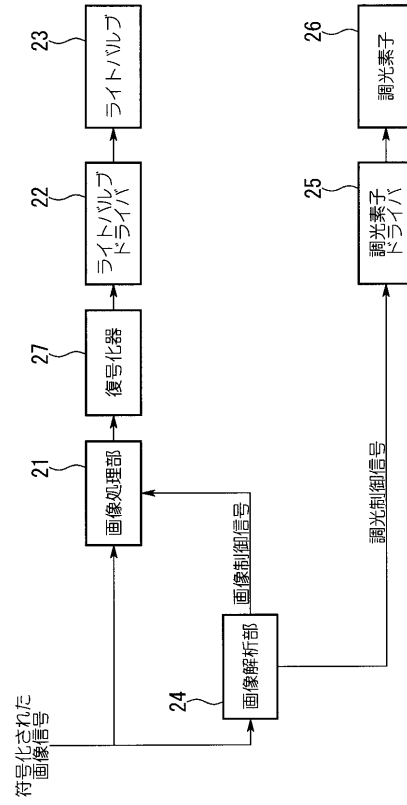 符号化された
画像信号
21
画像処理部
27
復号化器
22
ライトバルブ
ドライバ
23
ライトバルブ
24
画像解析部
画像制御信号
調光制御信号
25
調光素子
ドライバ
26
調光素子